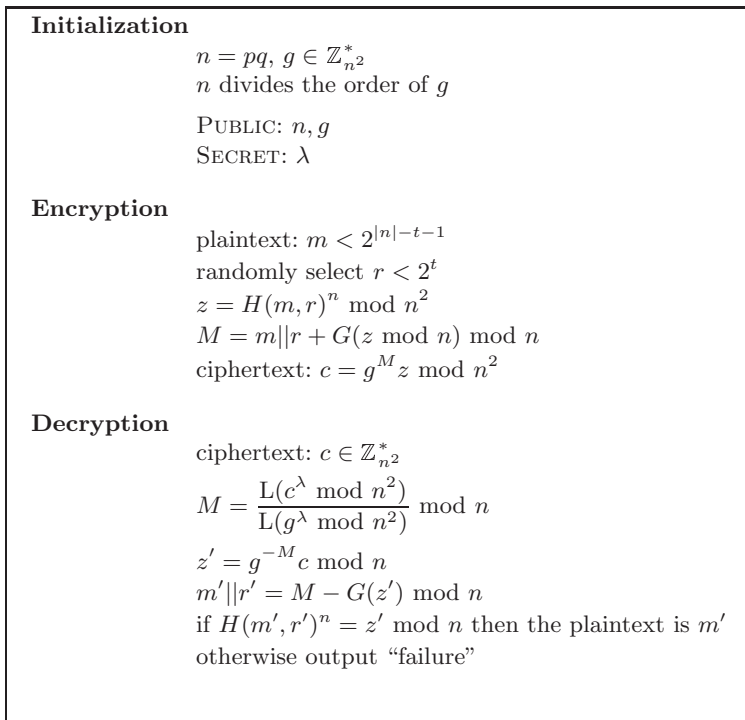 Initialization
n = pq, g ∈ ℤ*_{n²}
n divides the order of g
PUBLIC: n, g
SECRET: λ
Encryption
plaintext: m < 2^{|n|−t−1}
randomly select r < 2^t
z = H(m, r)^n mod n²
M = m||r + G(z mod n) mod n
ciphertext: c = g^M z mod n²
Decryption
ciphertext: c ∈ ℤ*_{n²}
M = L(c^λ mod n²) / L(g^λ mod n²) mod n
z′ = g^{−M} c mod n
m′||r′ = M − G(z′) mod n
if H(m′, r′)^n = z′ mod n then the plaintext is m′
otherwise output “failure”